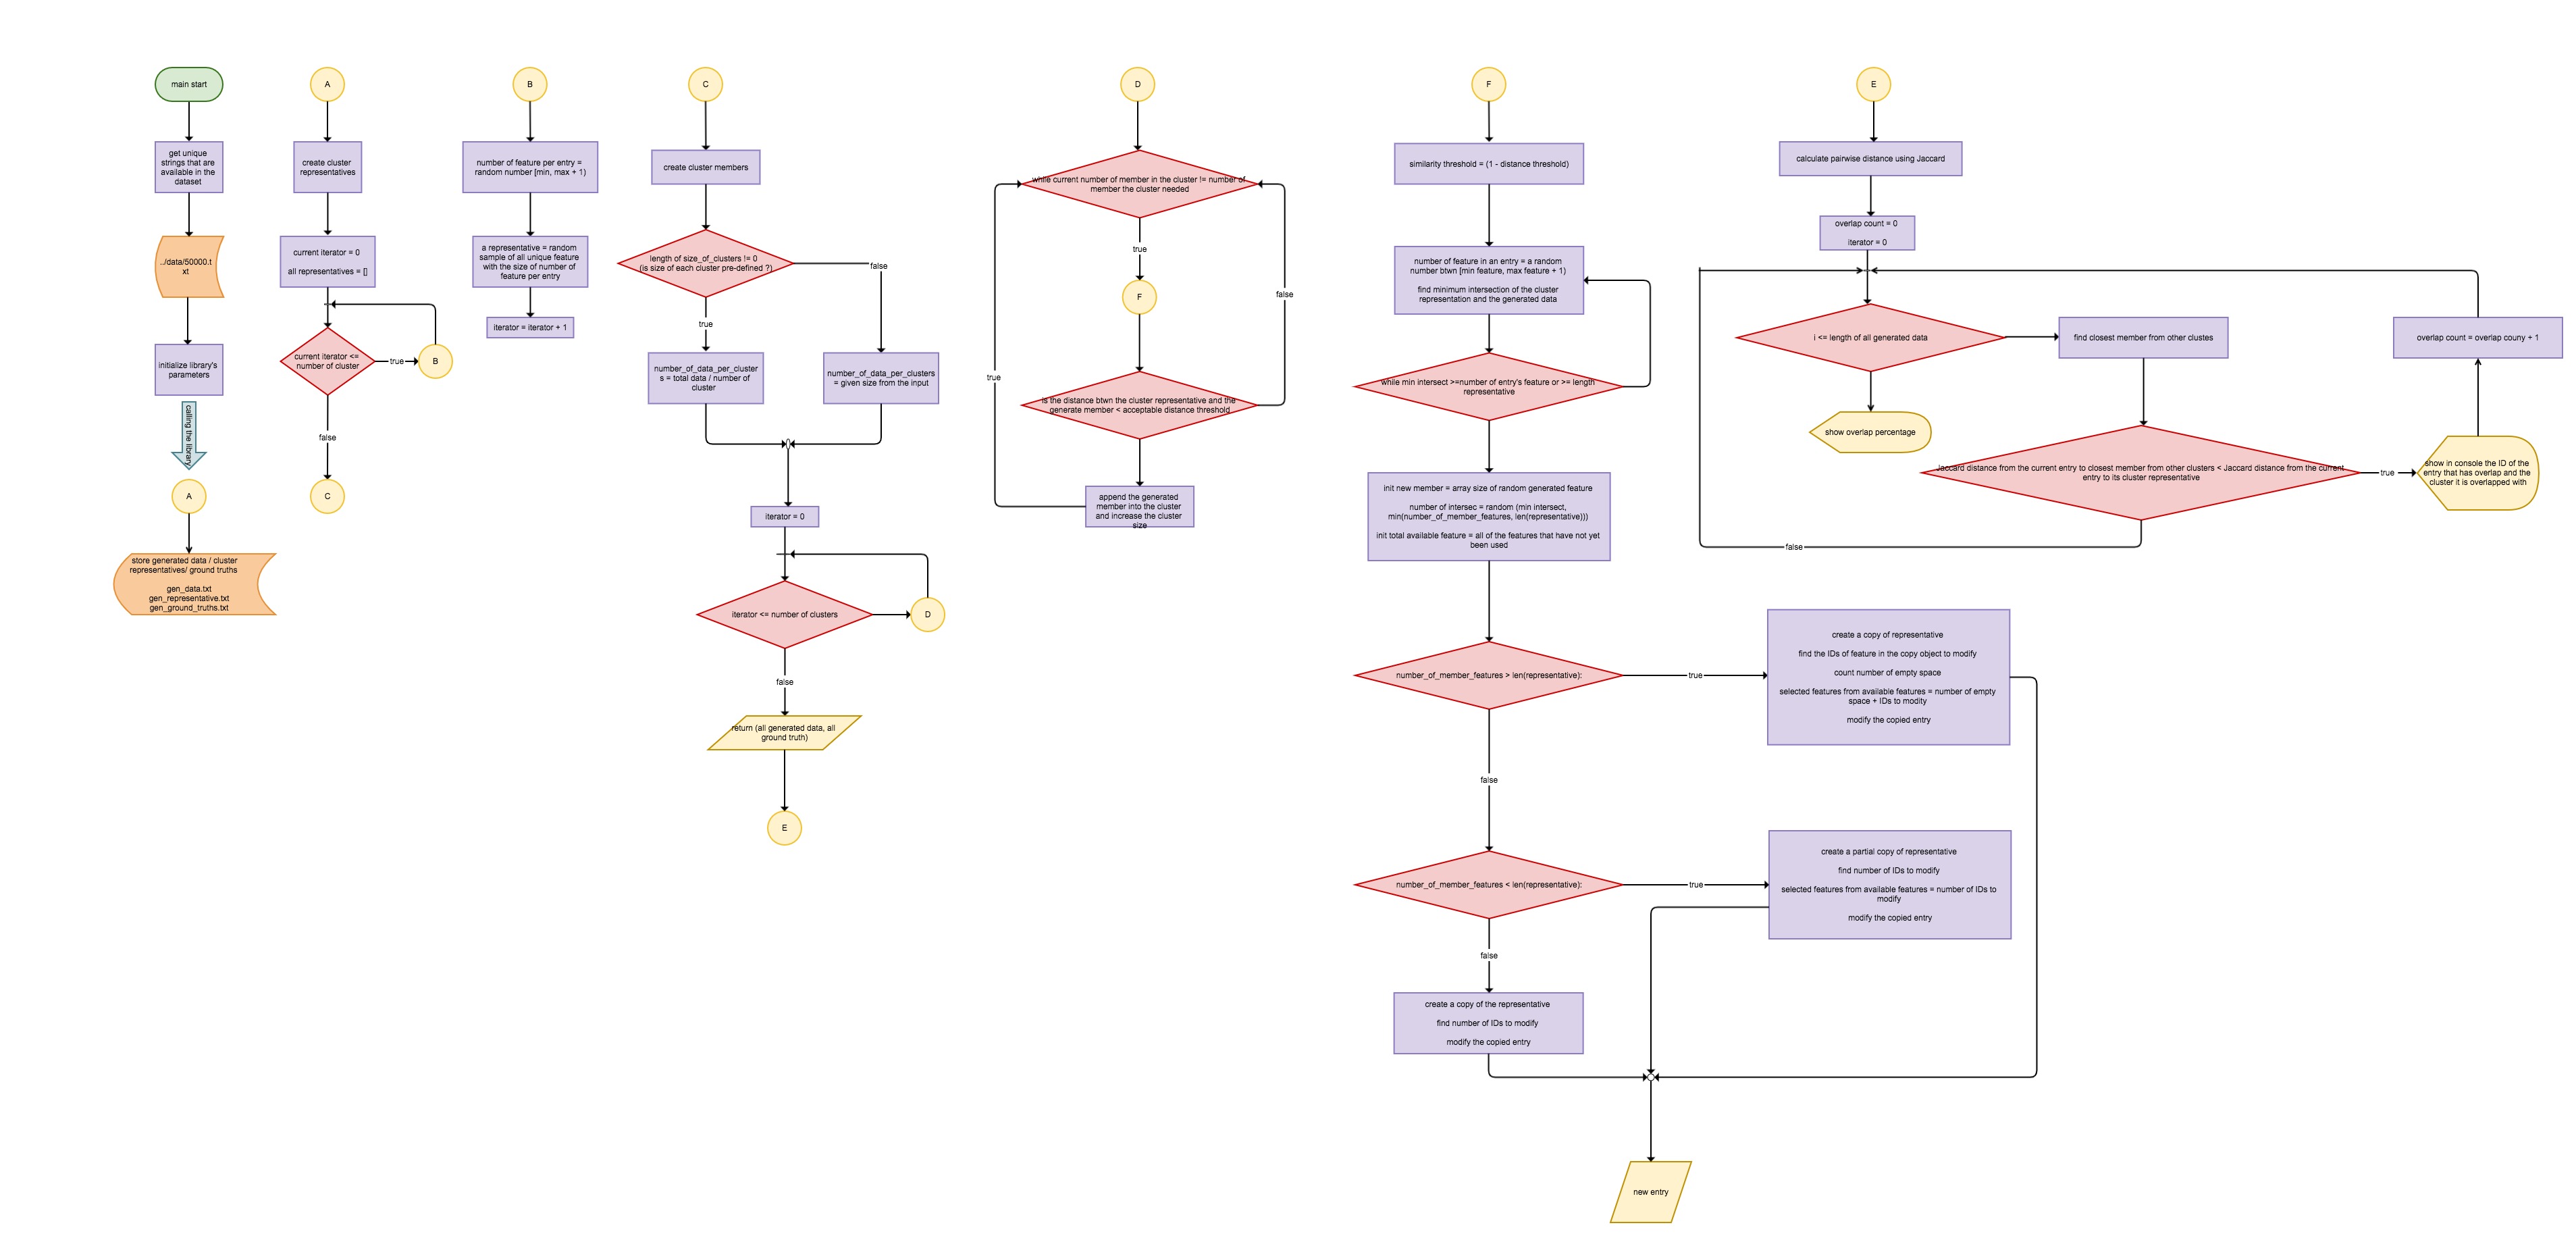 main start
get unique
strings that are
available in the
dataset
../data/50000.t
xt
initialize library's
parameters
calling the library
A
store generated data / cluster
representatives/ ground truths
gen_data.txt
gen_representative.txt
gen_ground_truths.txt
A
create cluster
representatives
current iterator = 0
all representatives = []
current iterator <=
number of cluster
true
B
false
C
B
number of feature per entry =
random number [min, max + 1)
a representative = random
sample of all unique feature
with the size of number of
feature per entry
iterator = iterator + 1
C
create cluster members
length of size_of_clusters != 0
(is size of each cluster pre-defined ?)
false
true
number_of_data_per_cluster
s = total data / number of
cluster
number_of_data_per_clusters
= given size from the input
iterator = 0
iterator <= number of clusters
D
false
return (all generated data, all
ground truth)
E
D
while current number of member in the cluster != number of
member the cluster needed
true
F
false
true
is the distance btwn the cluster representative and the
generate member < acceptable distance threshold
append the generated
member into the cluster
and increase the cluster
size
F
similarity threshold = (1 - distance threshold)
number of feature in an entry = a random
number btwn [min feature, max feature + 1)
find minimum intersection of the cluster
representation and the generated data
while min intersect >=number of entry's feature or >= length
representative
init new member = array size of random generated feature
number of intersec = random (min intersect,
min(number_of_member_features, len(representative)))
init total available feature = all of the features that have not yet
been used
number_of_member_features > len(representative):
true
create a copy of representative
find the IDs of feature in the copy object to modify
count number of empty space
selected features from available features = number of empty
space + IDs to modity
modify the copied entry
false
number_of_member_features < len(representative):
true
create a partial copy of representative
find number of IDs to modify
selected features from available features = number of IDs to
modify
modify the copied entry
false
create a copy of the representative
find number of IDs to modify
modify the copied entry
new entry
E
calculate pairwise distance using Jaccard
overlap count = 0
iterator = 0
i <= length of all generated data
find closest member from other clustes
overlap count = overlap couny + 1
show overlap percentage
Jaccard distance from the current entry to closest member from other clusters < Jaccard distance from the current
entry to its cluster representative
true
show in console the ID of the
entry that has overlap and the
cluster it is overlapped with
false